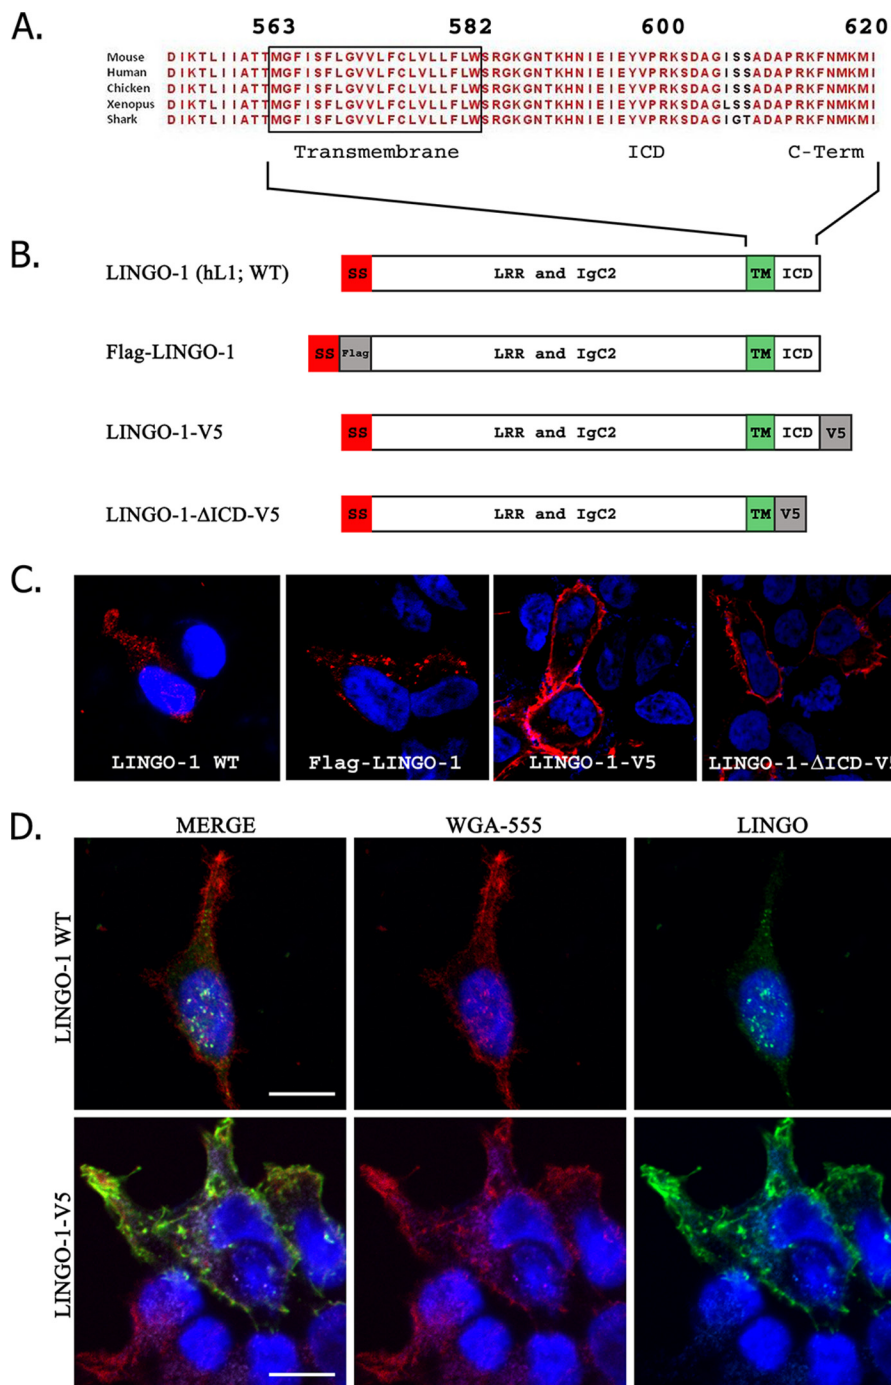 A.
563 582 600 620
Mouse DIKTLIIATTMGFISFLGVVLFCLVLLFLWSRGKGNTKHNIEIEYVPRKSDAGISSADAPRKFNMKMI
Human DIKTLIIATTMGFISFLGVVLFCLVLLFLWSRGKGNTKHNIEIEYVPRKSDAGISSADAPRKFNMKMI
Chicken DIKTLIIATTMGFISFLGVVLFCLVLLFLWSRGKGNTKHNIEIEYVPRKSDAGISSADAPRKFNMKMI
Xenopus DIKTLIIATTMGFISFLGVVLFCLVLLFLWSRGKGNTKHNIEIEYVPRKSDAGLSSADAPRKFNMKMI
Shark DIKTLIIATTMGFISFLGVVLFCLVLLFLWSRGKGNTKHNIEIEYVPRKSDAGIGTADAPRKFNMKMI
Transmembrane ICD C-Term
B.
LINGO-1 (hL1; WT) SS LRR and IgC2 TM ICD
Flag-LINGO-1 SS Flag LRR and IgC2 TM ICD
LINGO-1-V5 SS LRR and IgC2 TM ICD V5
LINGO-1-ΔICD-V5 SS LRR and IgC2 TM V5
C.
LINGO-1 WT Flag-LINGO-1 LINGO-1-V5 LINGO-1-ΔICD-V5
D.
MERGE WGA-555 LINGO
LINGO-1 WT
LINGO-1-V5